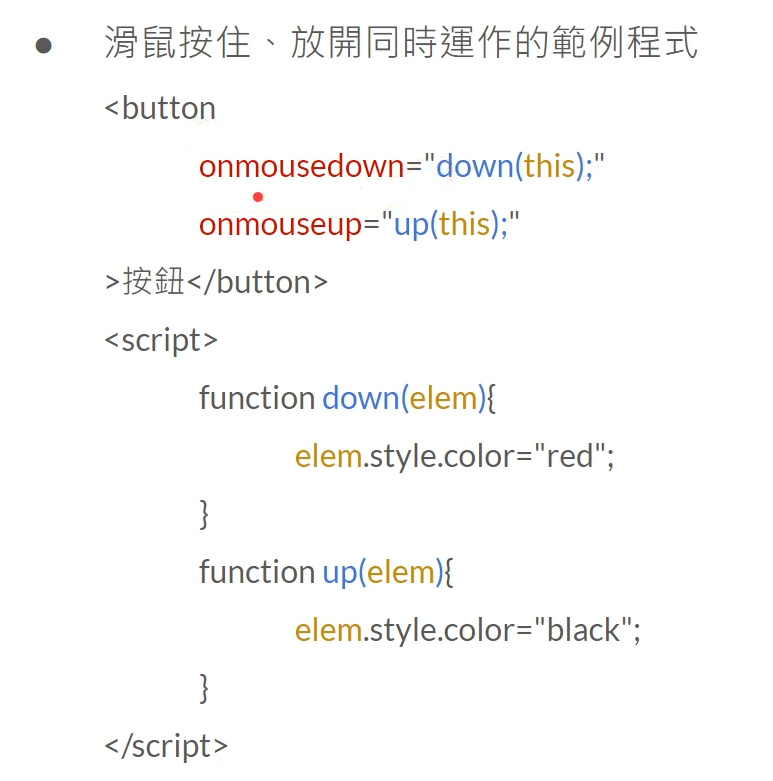 ● 滑鼠按住、放開同時運作的範例程式
<button
onmousedown="down(this);"
onmouseup="up(this);"
>按鈕</button>
<script>
function down(elem){
elem.style.color="red";
}
function up(elem){
elem.style.color="black";
}
</script>